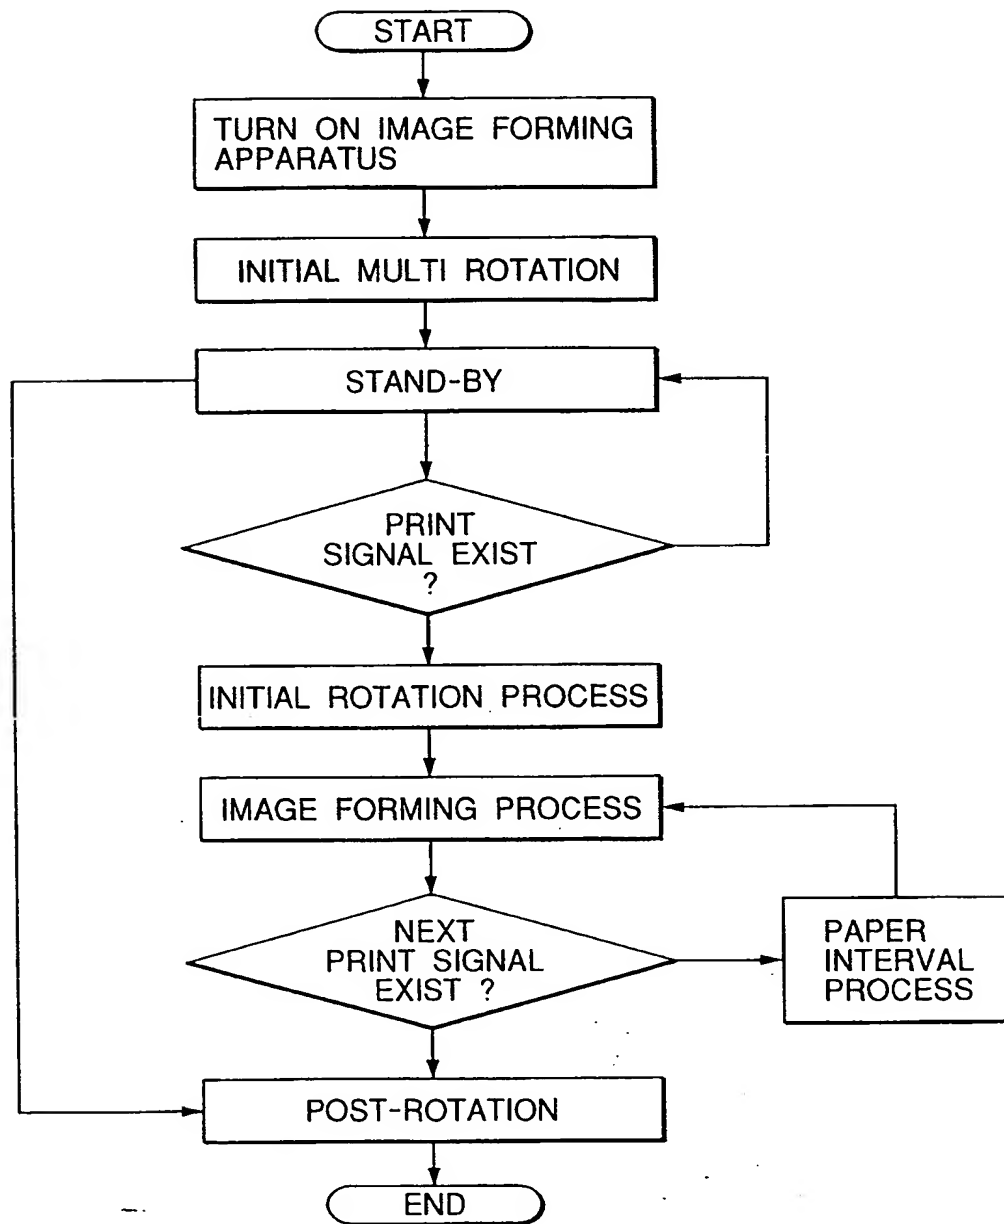 START
TURN ON IMAGE FORMING
APPARATUS
INITIAL MULTI ROTATION
STAND-BY
PRINT
SIGNAL EXIST
?
INITIAL ROTATION PROCESS
IMAGE FORMING PROCESS
NEXT
PRINT SIGNAL
EXIST ?
PAPER
INTERVAL
PROCESS
POST-ROTATION
END